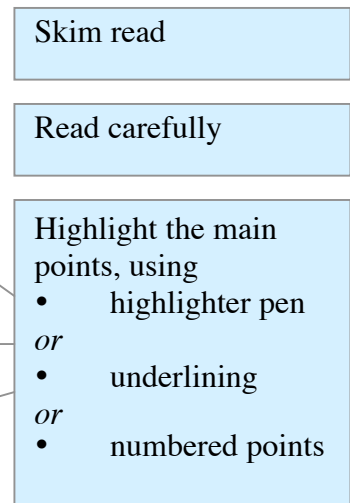 Skim read
Read carefully
Highlight the main
points, using
• highlighter pen
or
• underlining
or
• numbered points